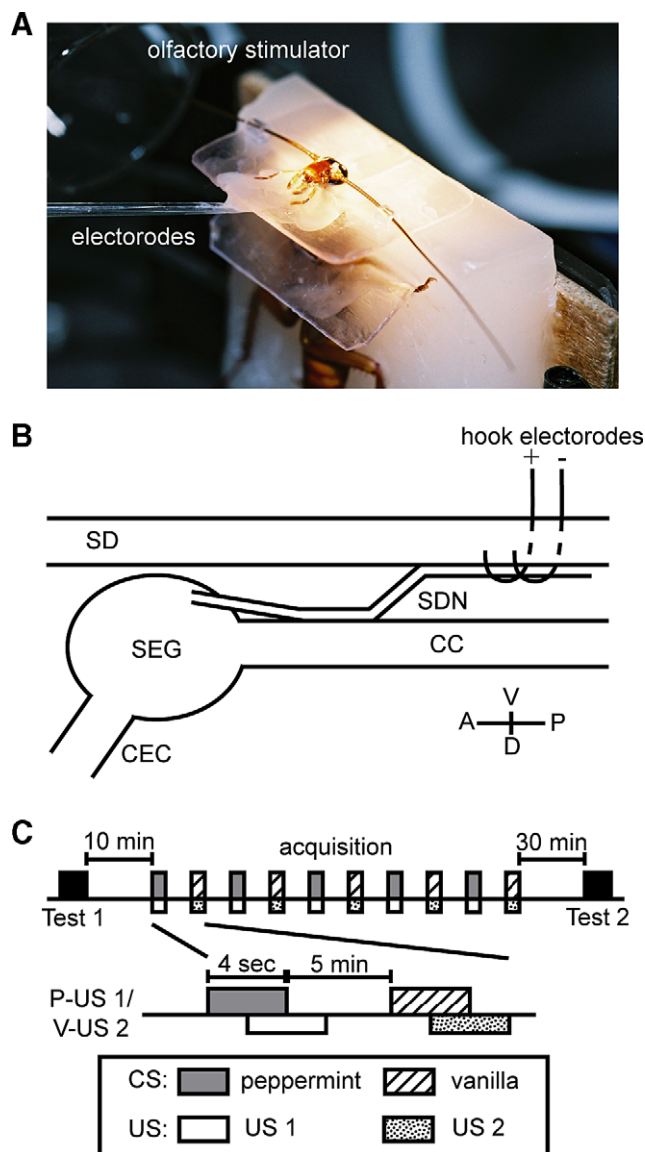 A
olfactory stimulator
electorodes
B
hook electorodes
+ -
SD
SDN
SEG
CC
CEC
V
A P
D
C
10 min acquisition 30 min
Test 1 Test 2
4 sec 5 min
P-US 1/
V-US 2
CS: peppermint vanilla
US: US 1 US 2